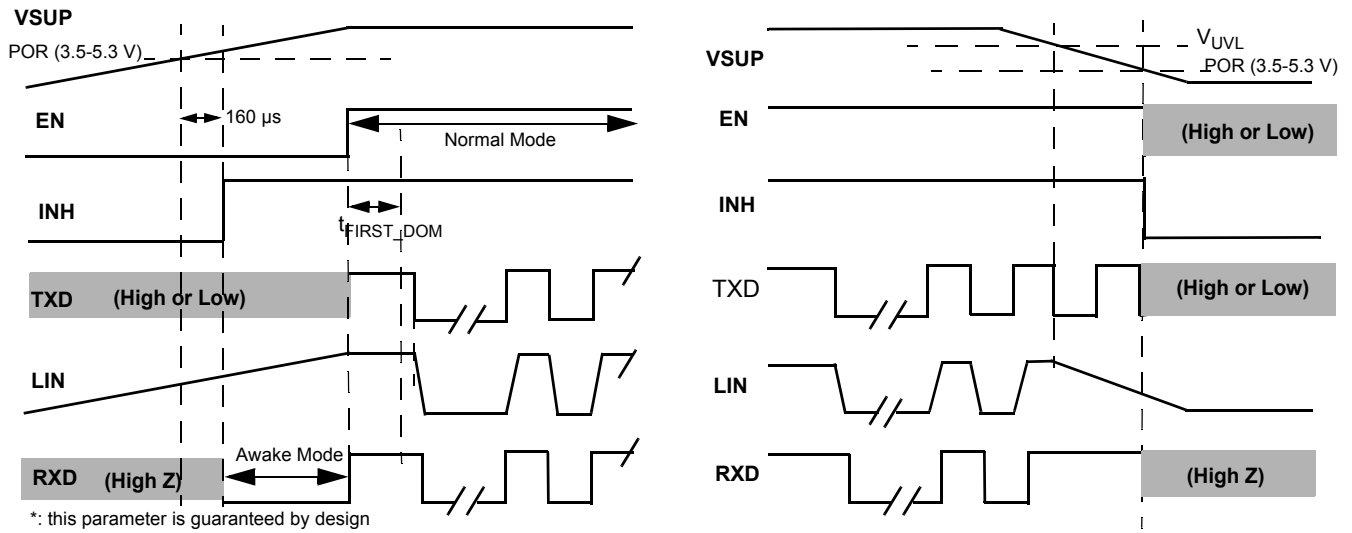 VSUP
POR (3.5-5.3 V)
EN
160 µs
Normal Mode
INH
tFIRST_DOM
TXD (High or Low)
LIN
Awake Mode
RXD (High Z)
*: this parameter is guaranteed by design
VSUP
VUVL
POR (3.5-5.3 V)
EN
(High or Low)
INH
TXD
(High or Low)
LIN
RXD
(High Z)